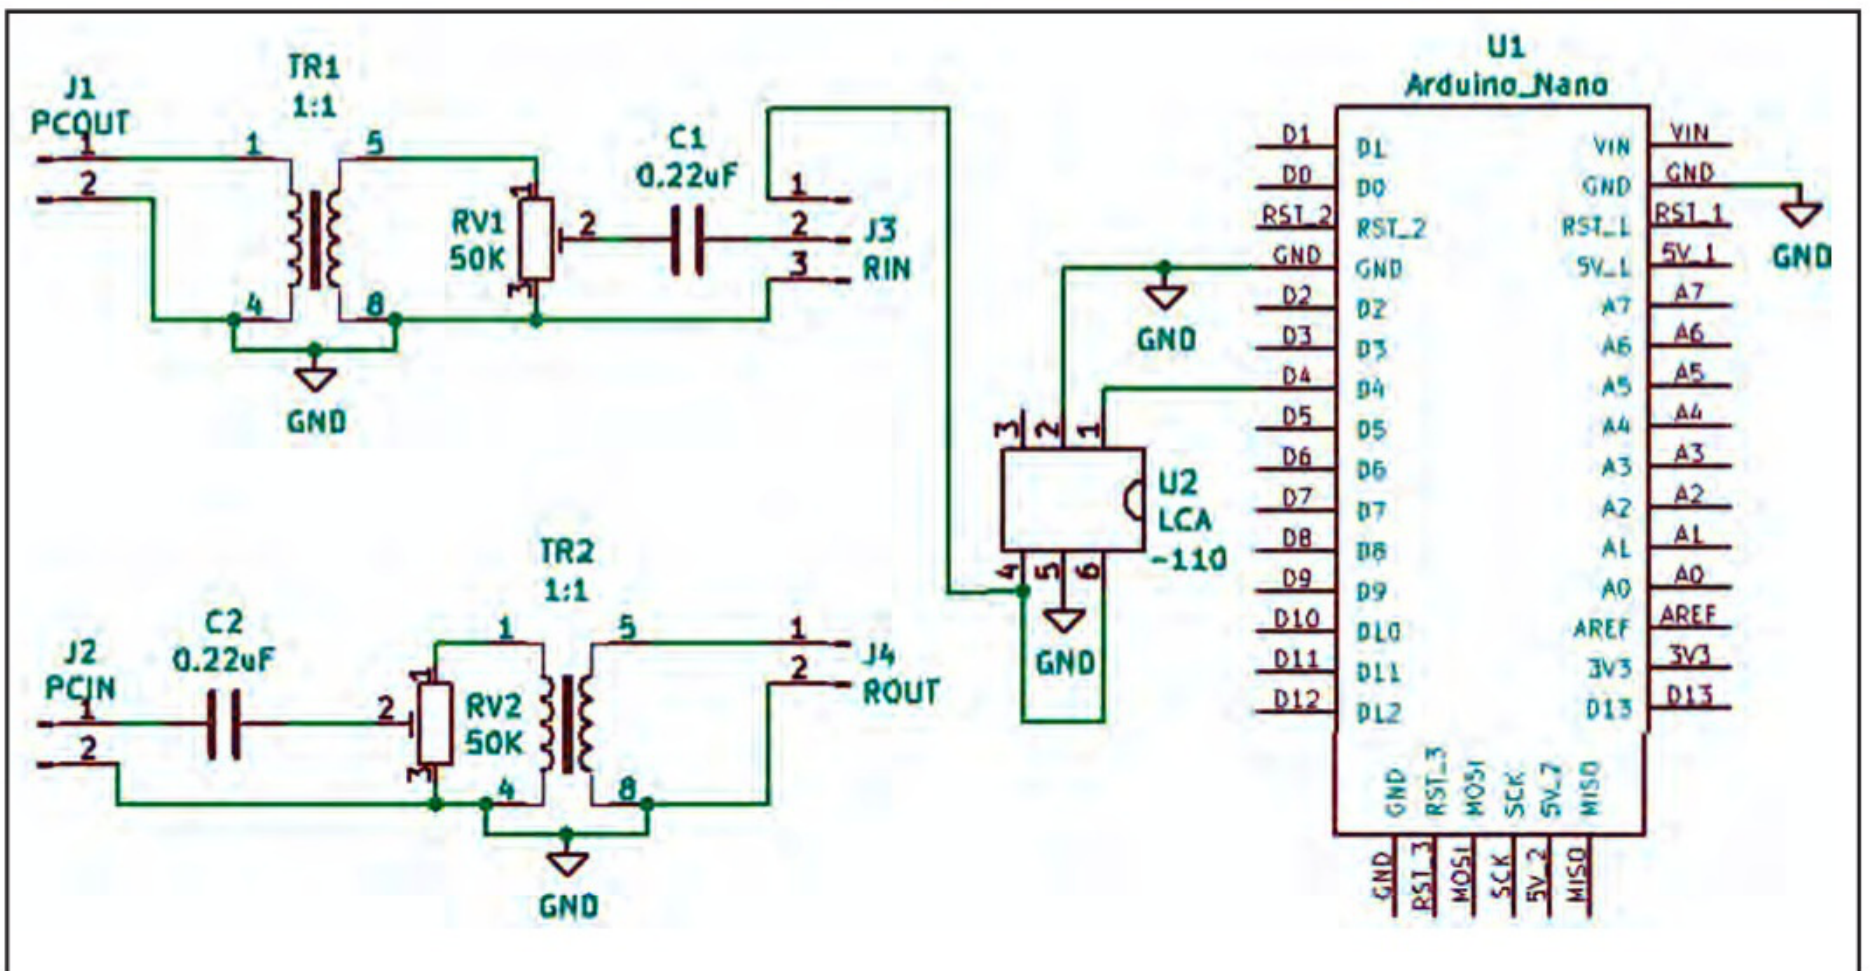 J1
PCOUT
1
2
TR1
1:1
1
5
4
8
GND
RV1
50K
1
2
3
C1
0.22uF
1
2
3
J3
RIN
J2
PCIN
1
2
C2
0.22uF
2
1
3
RV2
50K
TR2
1:1
1
5
4
8
GND
1
2
J4
ROUT
GND
3
2
1
U2
LCA
-110
4
5
6
GND
U1
Arduino_Nano
D1 D1 VIN VIN
D0 D0 GND GND
RST_2 RST_2 RST_1 RST_1
GND GND 5V_1 5V_1
D2 D2 A7 A7
D3 D3 A6 A6
D4 D4 A5 A5
D5 D5 A4 A4
D6 D6 A3 A3
D7 D7 A2 A2
D8 D8 A1 A1
D9 D9 A0 A0
D10 D10 AREF AREF
D11 D11 3V3 3V3
D12 D12 D13 D13
GND RST_3 MOSI SCK 5V_2 MISO
GND RST_3 MOSI SCK 5V_2 MISO
GND